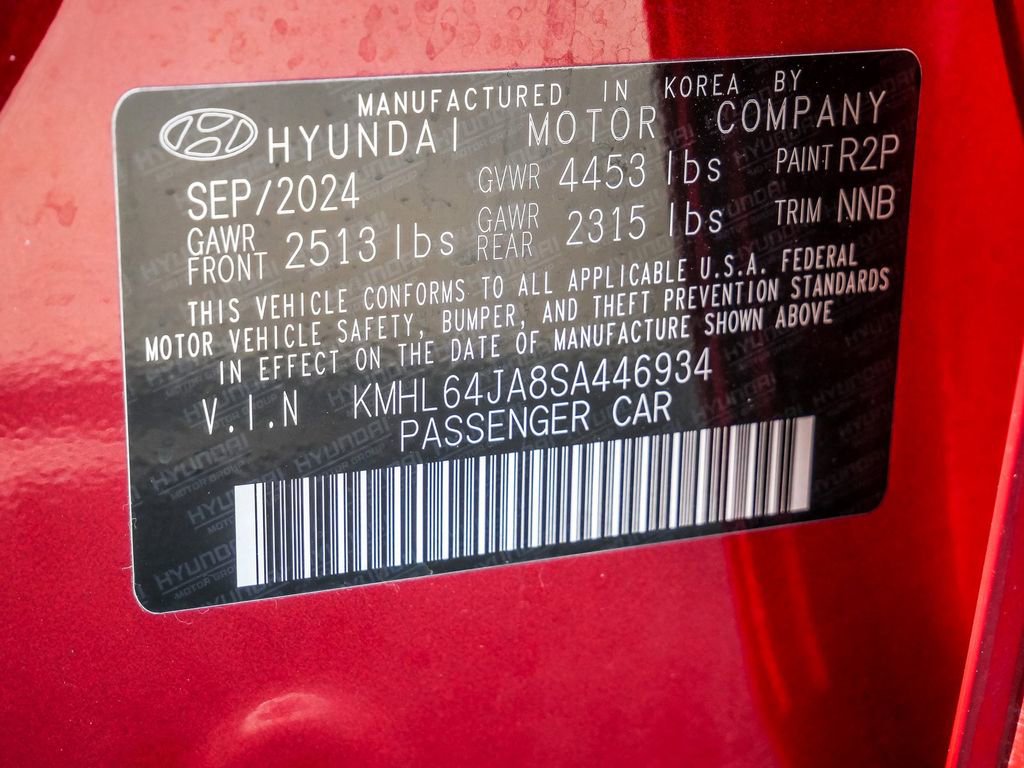 MANUFACTURED IN KOREA BY
HYUNDAI MOTOR COMPANY
SEP/2024 GVWR 4453 lbs PAINT R2P
GAWR FRONT 2513 lbs GAWR REAR 2315 lbs TRIM NNB
THIS VEHICLE CONFORMS TO ALL APPLICABLE U.S.A. FEDERAL
MOTOR VEHICLE SAFETY, BUMPER, AND THEFT PREVENTION STANDARDS
IN EFFECT ON THE DATE OF MANUFACTURE SHOWN ABOVE
V.I.N KMHL64JA8SA446934
PASSENGER CAR